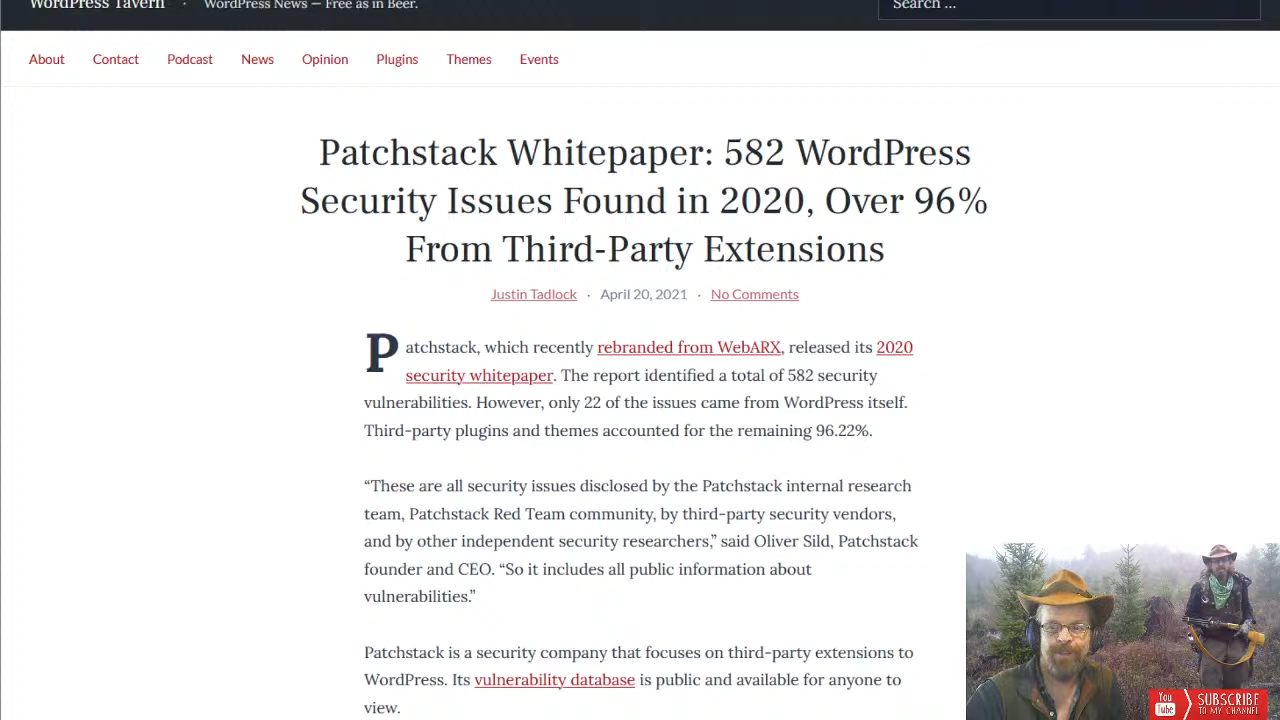 WordPress Tavern · WordPress News — Free as in Beer. Search ...
About Contact Podcast News Opinion Plugins Themes Events
Patchstack Whitepaper: 582 WordPress
Security Issues Found in 2020, Over 96%
From Third-Party Extensions
Justin Tadlock · April 20, 2021 · No Comments
Patchstack, which recently rebranded from WebARX, released its 2020
security whitepaper. The report identified a total of 582 security
vulnerabilities. However, only 22 of the issues came from WordPress itself.
Third-party plugins and themes accounted for the remaining 96.22%.
“These are all security issues disclosed by the Patchstack internal research
team, Patchstack Red Team community, by third-party security vendors,
and by other independent security researchers,” said Oliver Sild, Patchstack
founder and CEO. “So it includes all public information about
vulnerabilities.”
Patchstack is a security company that focuses on third-party extensions to
WordPress. Its vulnerability database is public and available for anyone to
view.
You
Tube
SUBSCRIBE
TO MY CHANNEL